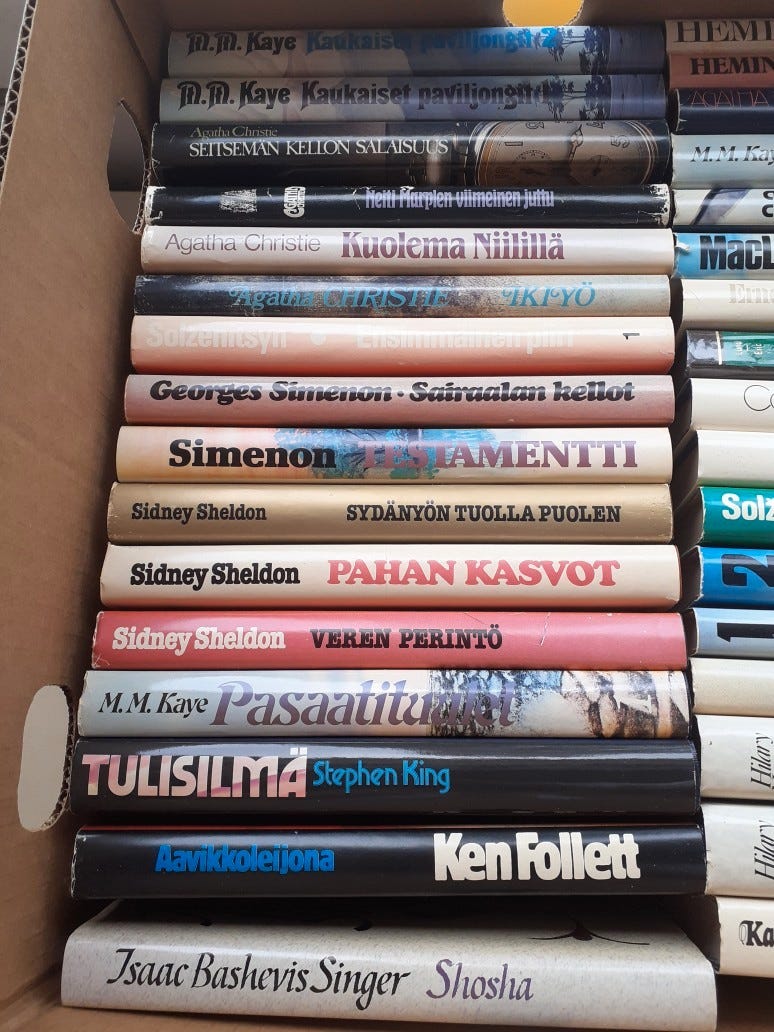 M.M. Kaye Kaukaiset paviljongit 2
M.M. Kaye Kaukaiset paviljongit
Agatha Christie
SEITSEMÄN KELLON SALAISUUS
Neiti Marplen viimeinen juttu
Agatha Christie Kuolema Niilillä
Agatha CHRISTIE IKIYÖ
Solzenitsyn • Ensimmäinen piiri 1
Georges Simenon • Sairaalan kellot
Simenon TESTAMENTTI
Sidney Sheldon SYDÄNYÖN TUOLLA PUOLEN
Sidney Sheldon PAHAN KASVOT
Sidney Sheldon VEREN PERINTÖ
M. M. Kaye Pasaatituulet
TULISILMÄ Stephen King
Aavikkoleijona Ken Follett
Isaac Bashevis Singer Shosha
HEMI
HEMIN
AGATHA
M. M. Kay
MacL
Ern
Solz
2
1
Hilary
Hilary
Ka